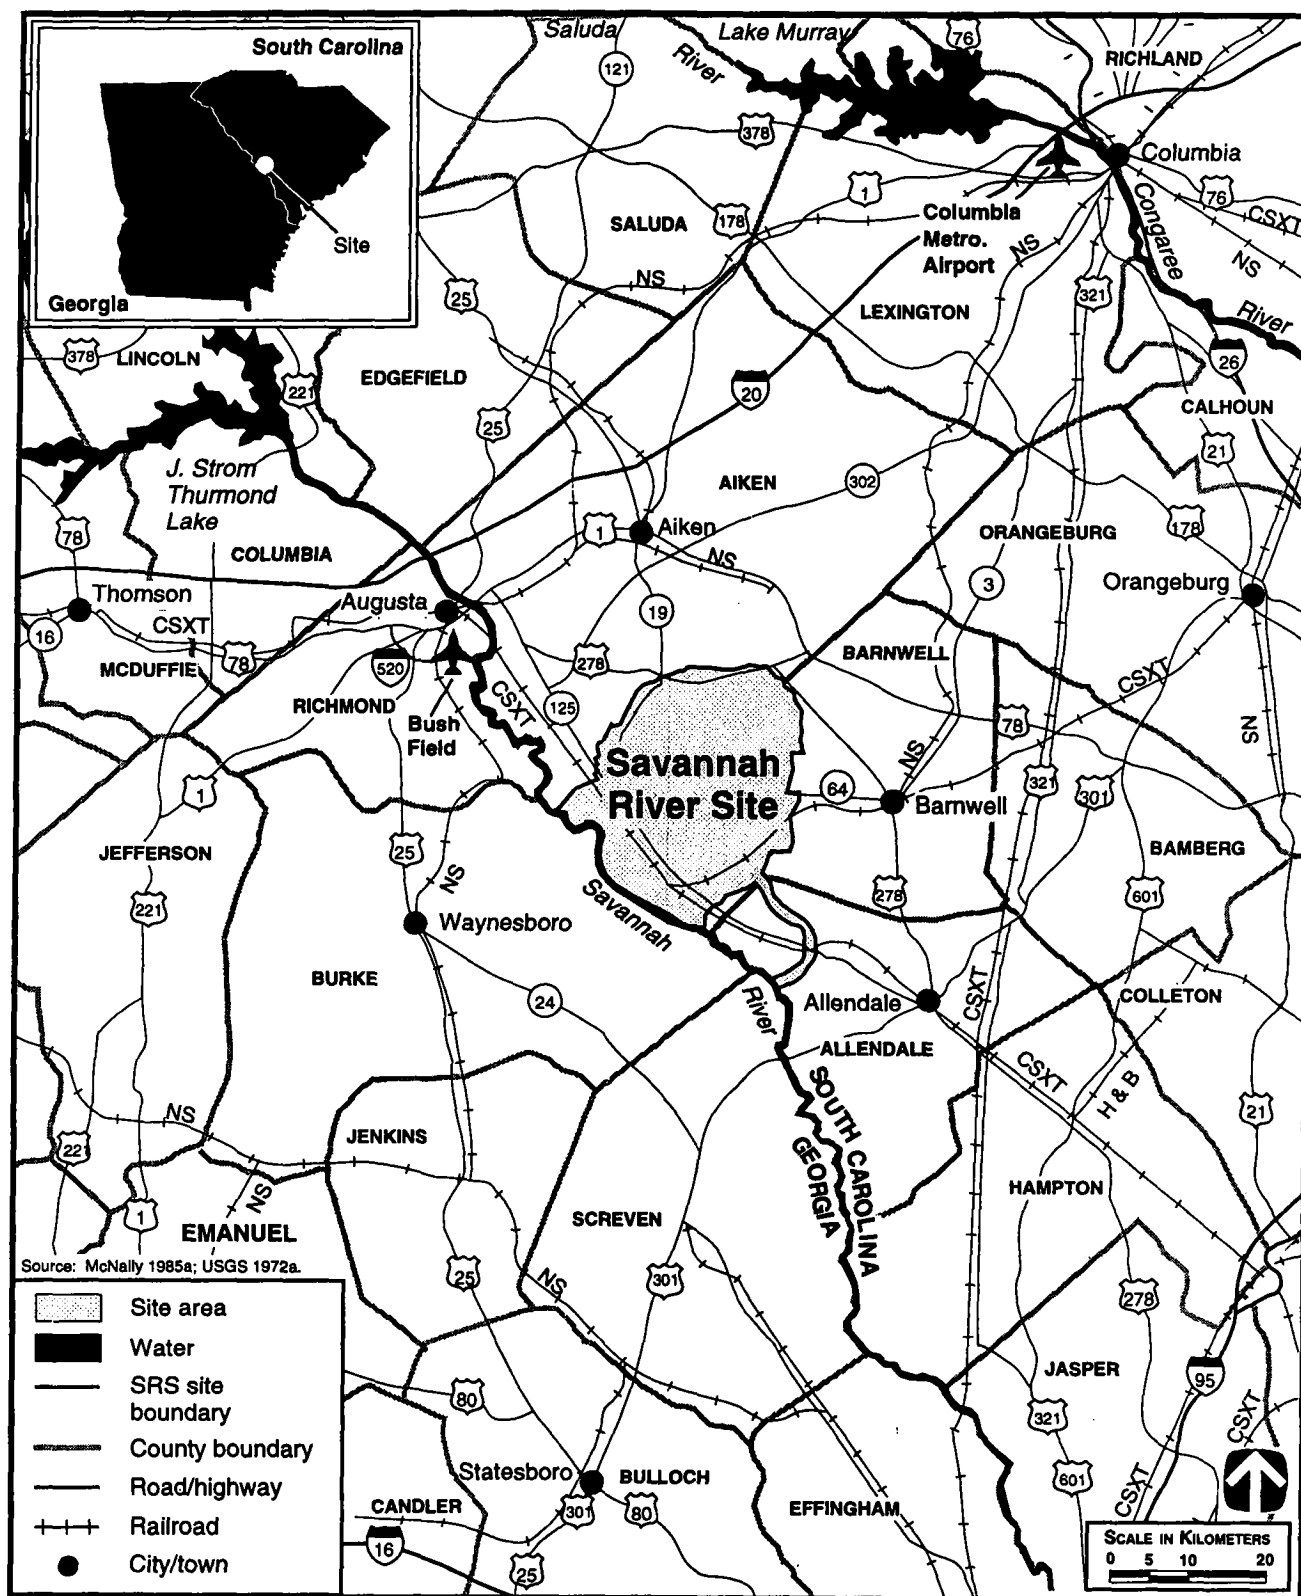 South Carolina
Site
Georgia
Saluda
River
Lake Murray
76
RICHLAND
121
378
Columbia
1
76
CSXT
SALUDA
178
Columbia
Metro.
Airport
NS
Congaree
NS
NS
25
321
River
LEXINGTON
378
LINCOLN
221
EDGEFIELD
26
20
CALHOUN
25
21
J. Strom
Thurmond
Lake
AIKEN
302
178
78
1
Aiken
ORANGEBURG
COLUMBIA
NS
3
Orangeburg
Thomson
Augusta
19
16
CSXT
BARNWELL
78
278
MCDUFFIE
520
CSXT
RICHMOND
CSXT
125
Bush
Field
78
NS
NS
Savannah
River Site
321
1
64
301
Barnwell
25
JEFFERSON
BAMBERG
NS
221
278
601
Savannah
Waynesboro
BURKE
24
River
Allendale
CSXT
COLLETON
ALLENDALE
CSXT
H & B
SOUTH CAROLINA
GEORGIA
21
NS
221
JENKINS
HAMPTON
NS
1
EMANUEL
SCREVEN
Source: McNally 1985a; USGS 1972a.
25
NS
301
278
Site area
Water
SRS site
boundary
County boundary
Road/highway
Railroad
City/town
JASPER
95
80
321
CSXT
601
Statesboro
BULLOCH
CSXT
CANDLER
301
80
EFFINGHAM
16
25
SCALE IN KILOMETERS
0 5 10 20